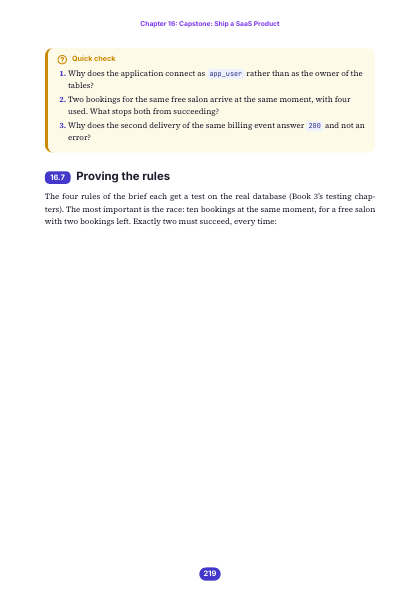 Chapter 16: Capstone: Ship a SaaS Product
Quick check
1. Why does the application connect as app_user rather than as the owner of the
tables?
2. Two bookings for the same free salon arrive at the same moment, with four
used. What stops both from succeeding?
3. Why does the second delivery of the same billing event answer 200 and not an
error?
16.7 Proving the rules
The four rules of the brief each get a test on the real database (Book 3's testing chap-
ters). The most important is the race: ten bookings at the same moment, for a free salon
with two bookings left. Exactly two must succeed, every time:
219